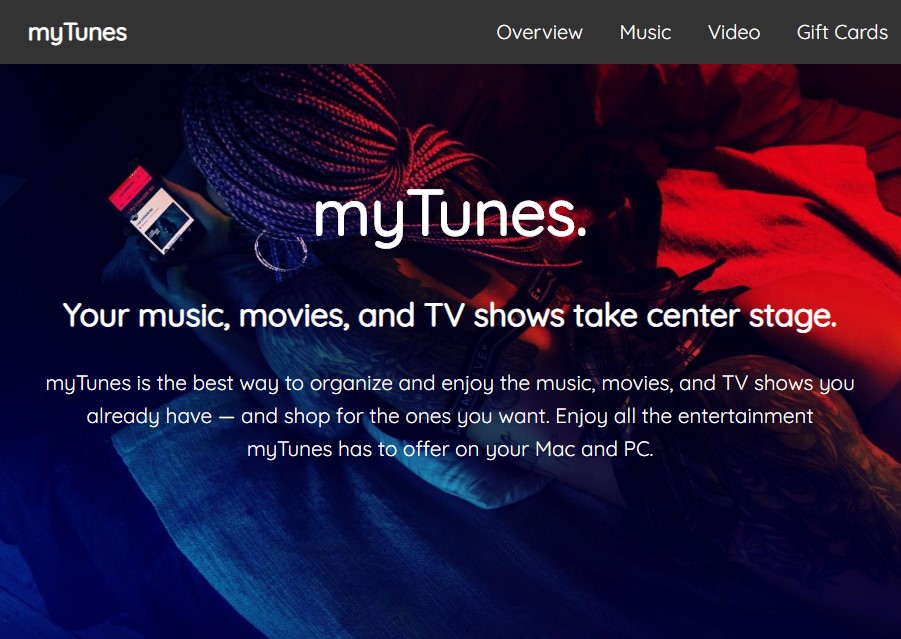 myTunes
Overview Music Video Gift Cards
myTunes.
Your music, movies, and TV shows take center stage.
myTunes is the best way to organize and enjoy the music, movies, and TV shows you
already have — and shop for the ones you want. Enjoy all the entertainment
myTunes has to offer on your Mac and PC.